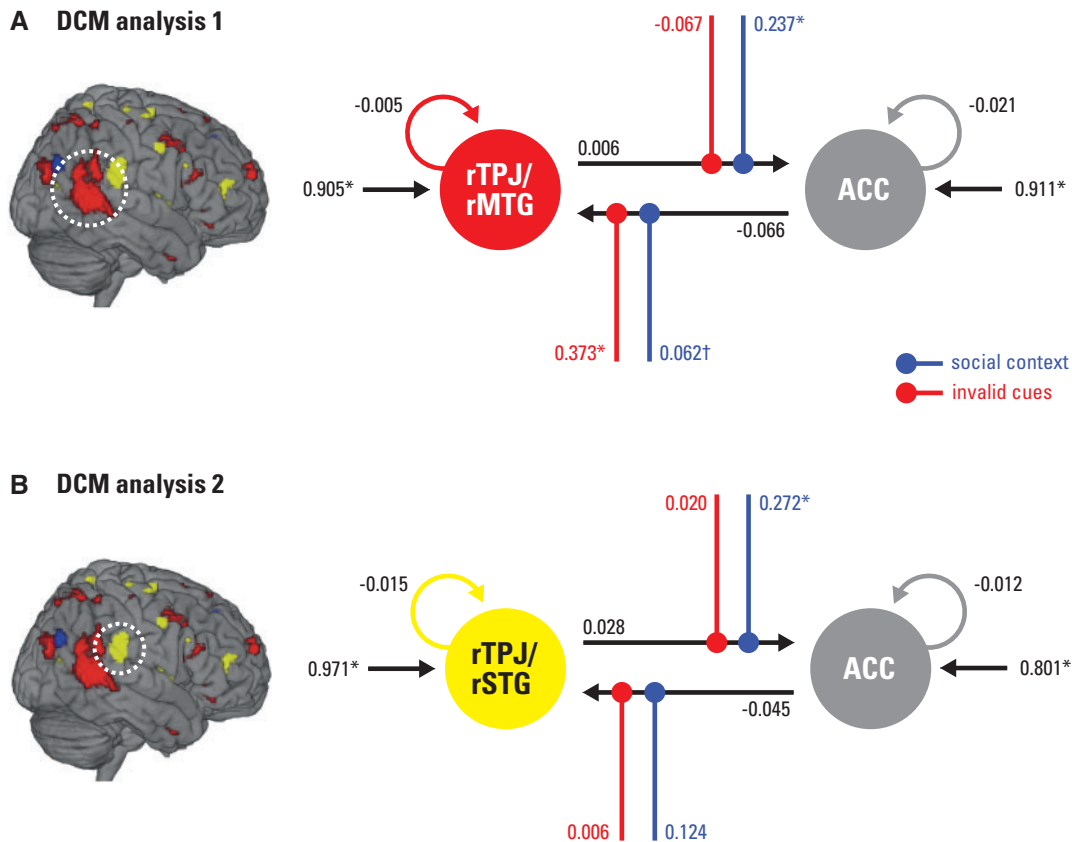 A DCM analysis 1
-0.067
0.237*
-0.005
-0.021
0.006
0.905*
rTPJ/
rMTG
ACC
0.911*
-0.066
0.373*
0.062†
social context
invalid cues
B DCM analysis 2
0.020
0.272*
-0.015
-0.012
0.028
0.971*
rTPJ/
rSTG
ACC
0.801*
-0.045
0.006
0.124